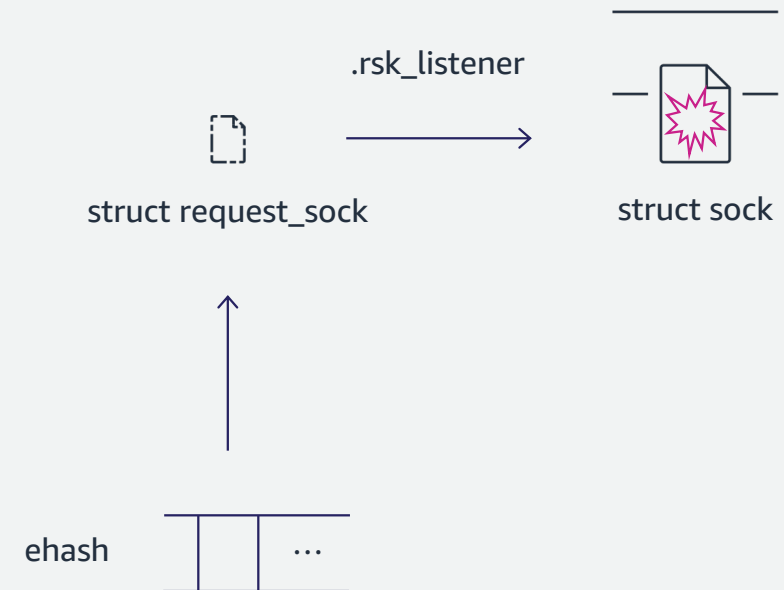 .rsk_listener
struct request_sock
struct sock
ehash
...